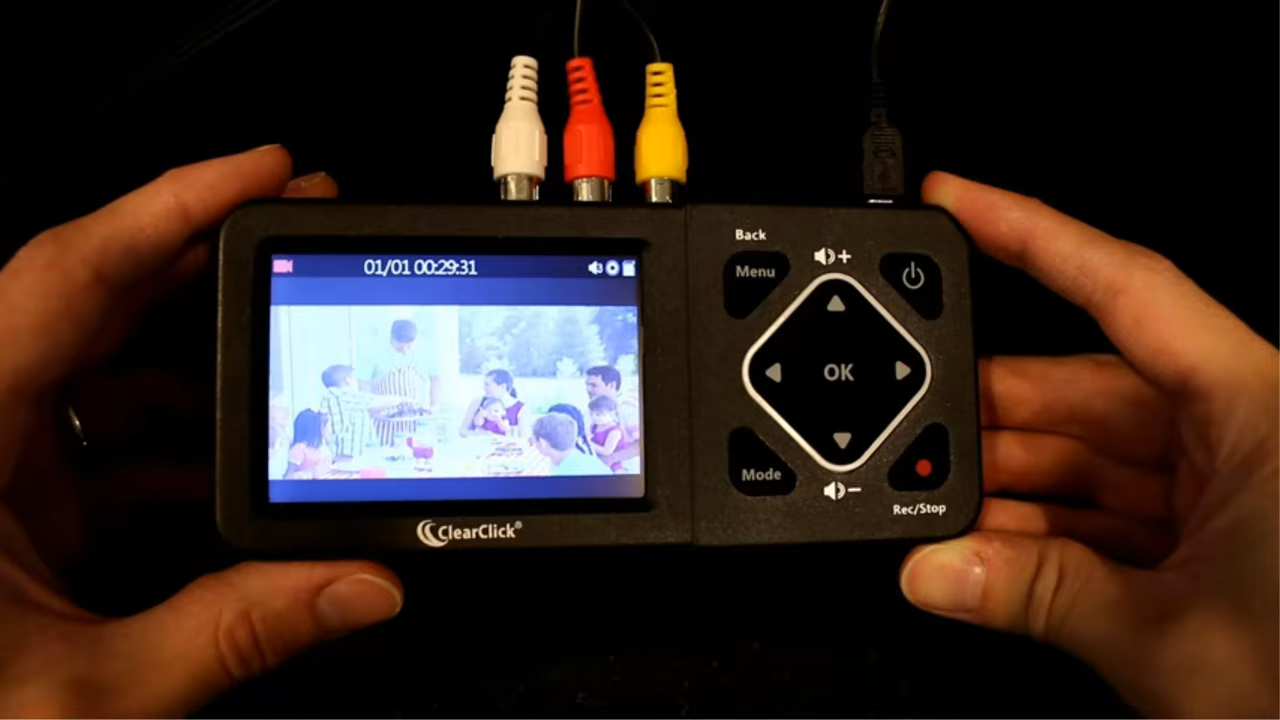 01/01 00:29:31
ClearClick®
Back
Menu
+
OK
Mode
−
Rec/Stop